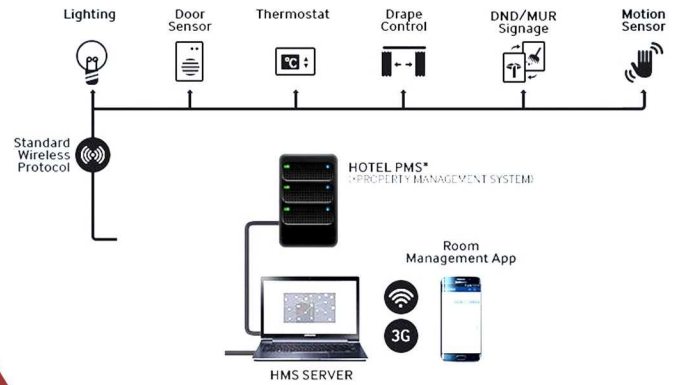 Lighting
Door
Sensor
Thermostat
Drape
Control
DND/MUR
Signage
Motion
Sensor
°C
Standard
Wireless
Protocol
HOTEL PMS*
(*PROPERTY MANAGEMENT SYSTEM)
Room
Management App
3G
HMS SERVER